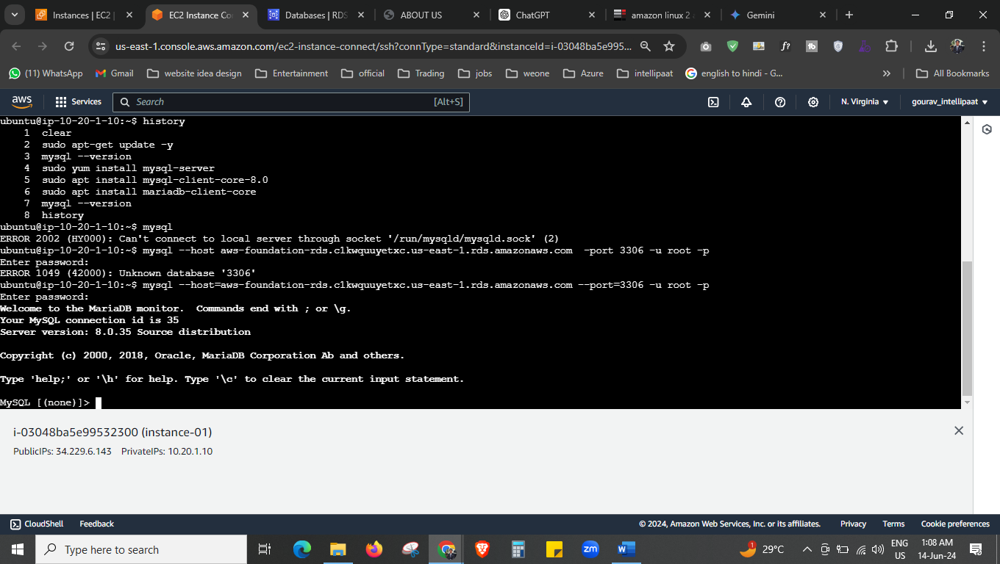 Instances | EC2 |
EC2 Instance Co
Databases | RDS
ABOUT US
ChatGPT
amazon linux 2 a
Gemini
us-east-1.console.aws.amazon.com/ec2-instance-connect/ssh?connType=standard&instanceId=i-03048ba5e995...
(11) WhatsApp
Gmail
website idea design
Entertainment
official
Trading
jobs
weone
Azure
intellipaat
english to hindi - G...
All Bookmarks
aws
Services
Search
[Alt+S]
N. Virginia
gourav_intellipaat
ubuntu@ip-10-20-1-10:~$ history
1 clear
2 sudo apt-get update -y
3 mysql --version
4 sudo yum install mysql-server
5 sudo apt install mysql-client-core-8.0
6 sudo apt install mariadb-client-core
7 mysql --version
8 history
ubuntu@ip-10-20-1-10:~$ mysql
ERROR 2002 (HY000): Can't connect to local server through socket '/run/mysqld/mysqld.sock' (2)
ubuntu@ip-10-20-1-10:~$ mysql --host aws-foundation-rds.c1kwquuyetxc.us-east-1.rds.amazonaws.com -port 3306 -u root -p
Enter password:
ERROR 1049 (42000): Unknown database '3306'
ubuntu@ip-10-20-1-10:~$ mysql --host=aws-foundation-rds.c1kwquuyetxc.us-east-1.rds.amazonaws.com --port=3306 -u root -p
Enter password:
Welcome to the MariaDB monitor. Commands end with ; or \g.
Your MySQL connection id is 35
Server version: 8.0.35 Source distribution
Copyright (c) 2000, 2018, Oracle, MariaDB Corporation Ab and others.
Type 'help;' or '\h' for help. Type '\c' to clear the current input statement.
MySQL [(none)]>
i-03048ba5e99532300 (instance-01)
PublicIPs: 34.229.6.143 PrivateIPs: 10.20.1.10
CloudShell
Feedback
© 2024, Amazon Web Services, Inc. or its affiliates.
Privacy
Terms
Cookie preferences
Type here to search
zm
1
29°C
ENG
US
1:08 AM
14-Jun-24